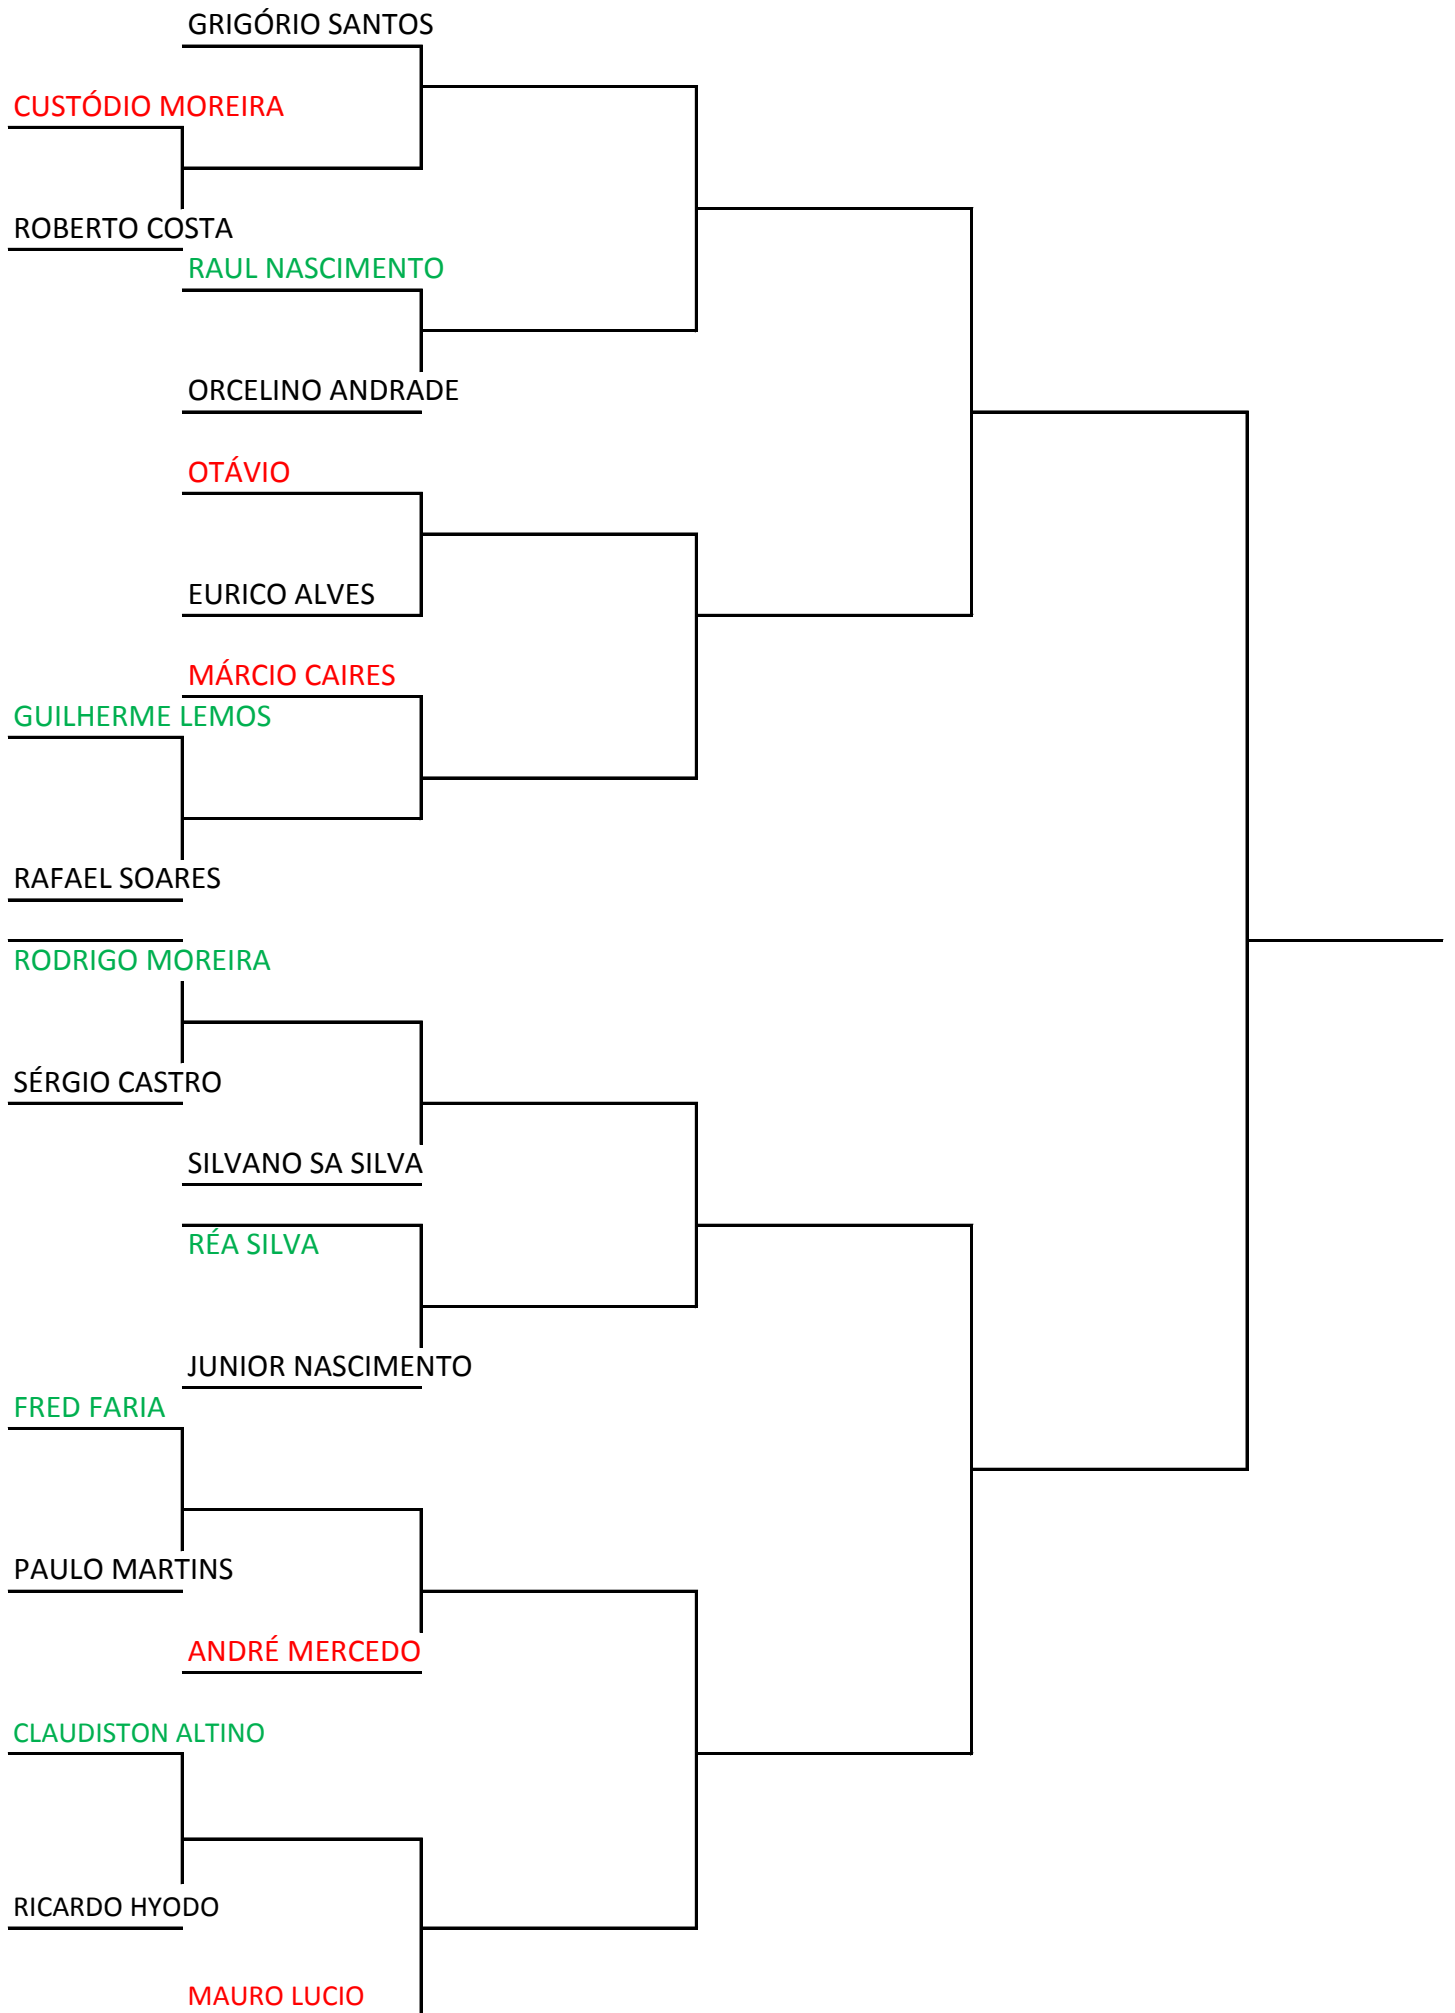 GRIGÓRIO SANTOS
CUSTÓDIO MOREIRA
ROBERTO COSTA
RAUL NASCIMENTO
ORCELINO ANDRADE
OTÁVIO
EURICO ALVES
MÁRCIO CAIRES
GUILHERME LEMOS
RAFAEL SOARES
RODRIGO MOREIRA
SÉRGIO CASTRO
SILVANO SA SILVA
RÉA SILVA
JUNIOR NASCIMENTO
FRED FARIA
PAULO MARTINS
ANDRÉ MERCEDO
CLAUDISTON ALTINO
RICARDO HYODO
MAURO LUCIO